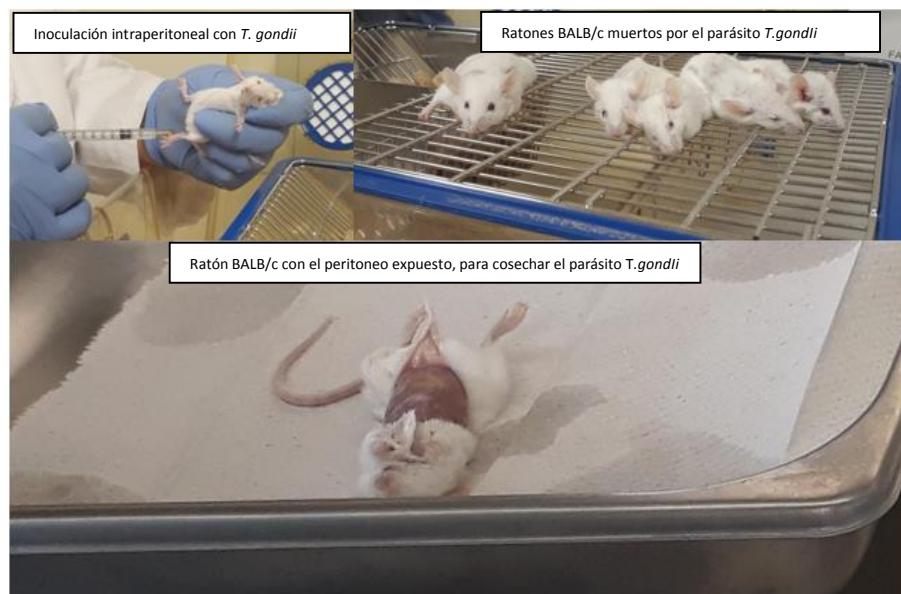 Inoculación intraperitoneal con T. gondii
Ratones BALB/c muertos por el parásito T.gondIi
Ratón BALB/c con el peritoneo expuesto, para cosechar el parásito T.gondIi
FA